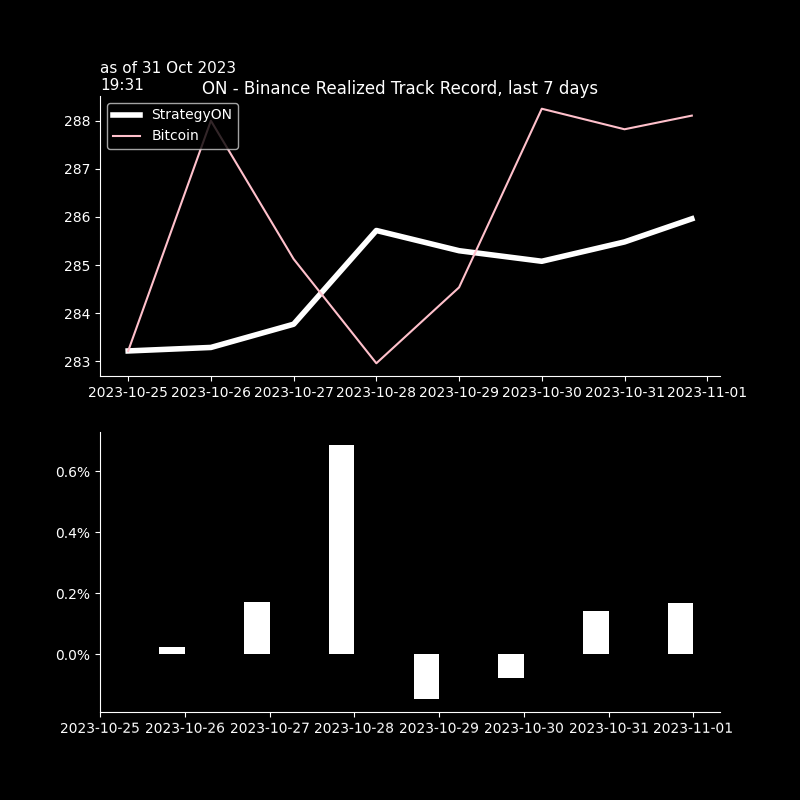 as of 31 Oct 2023
19:31
ON - Binance Realized Track Record, last 7 days
StrategyON
Bitcoin
288
287
286
285
284
283
2023-10-25 2023-10-26 2023-10-27 2023-10-28 2023-10-29 2023-10-30 2023-10-31 2023-11-01
0.6%
0.4%
0.2%
0.0%
2023-10-25 2023-10-26 2023-10-27 2023-10-28 2023-10-29 2023-10-30 2023-10-31 2023-11-01